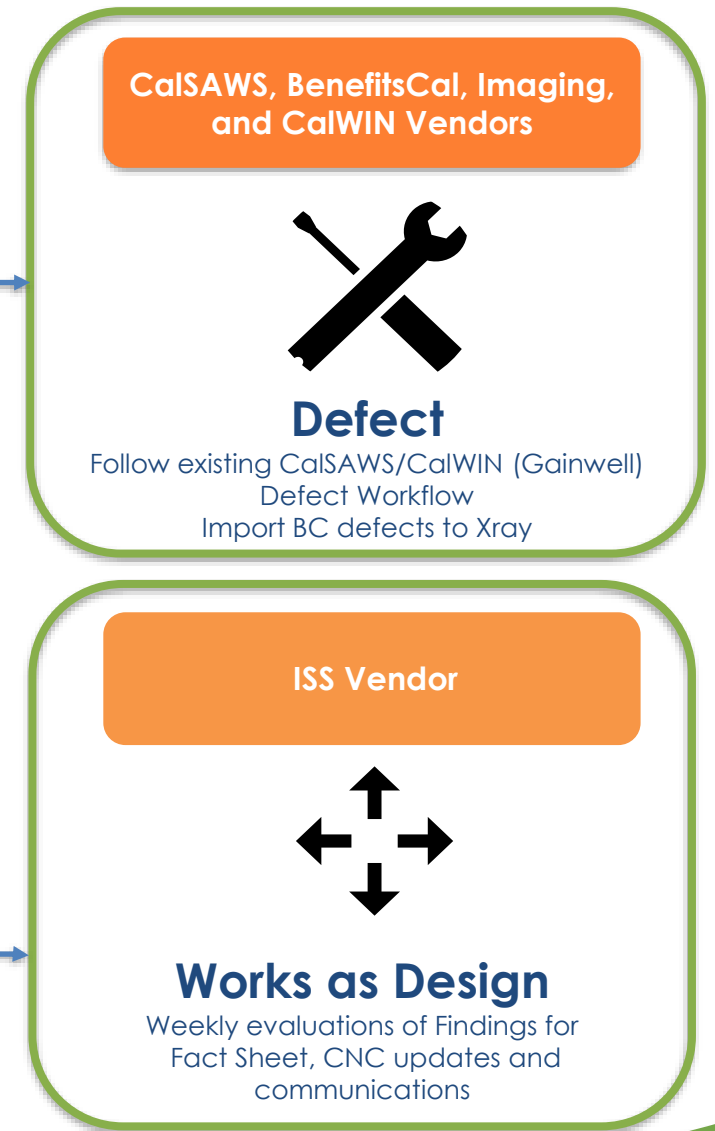 CalSAWS, BenefitsCal, Imaging,
and CalWIN Vendors
Defect
Follow existing CalSAWS/CalWIN (Gainwell)
Defect Workflow
Import BC defects to Xray
ISS Vendor
Works as Design
Weekly evaluations of Findings for
Fact Sheet, CNC updates and
communications